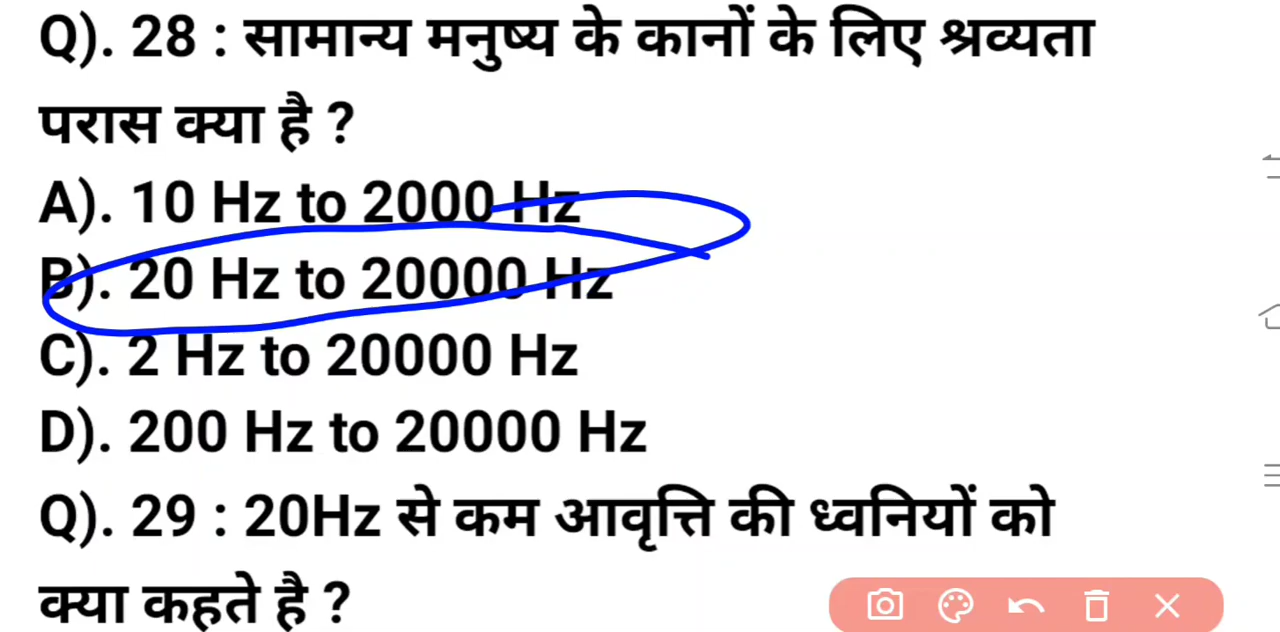 Q). 28 : सामान्य मनुष्य के कानों के लिए श्रव्यता
परास क्या है ?
A). 10 Hz to 2000 Hz
B). 20 Hz to 20000 Hz
C). 2 Hz to 20000 Hz
D). 200 Hz to 20000 Hz
Q). 29 : 20Hz से कम आवृत्ति की ध्वनियों को
क्या कहते है ?